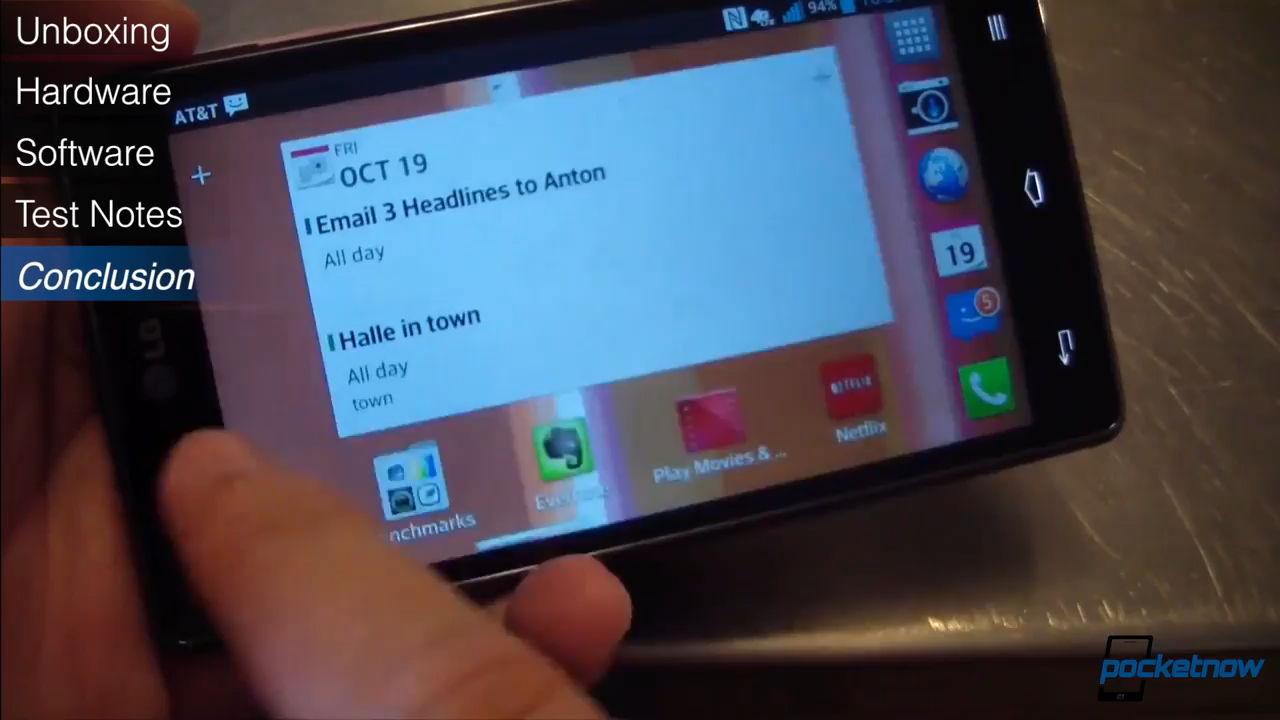 Unboxing
Hardware
Software
Test Notes
Conclusion
AT&T
94%
FRI
OCT 19
Email 3 Headlines to Anton
All day
Halle in town
All day
town
19
5
nchmarks
Play Movies & ...
NETFLIX
Netflix
LG
pocketnow